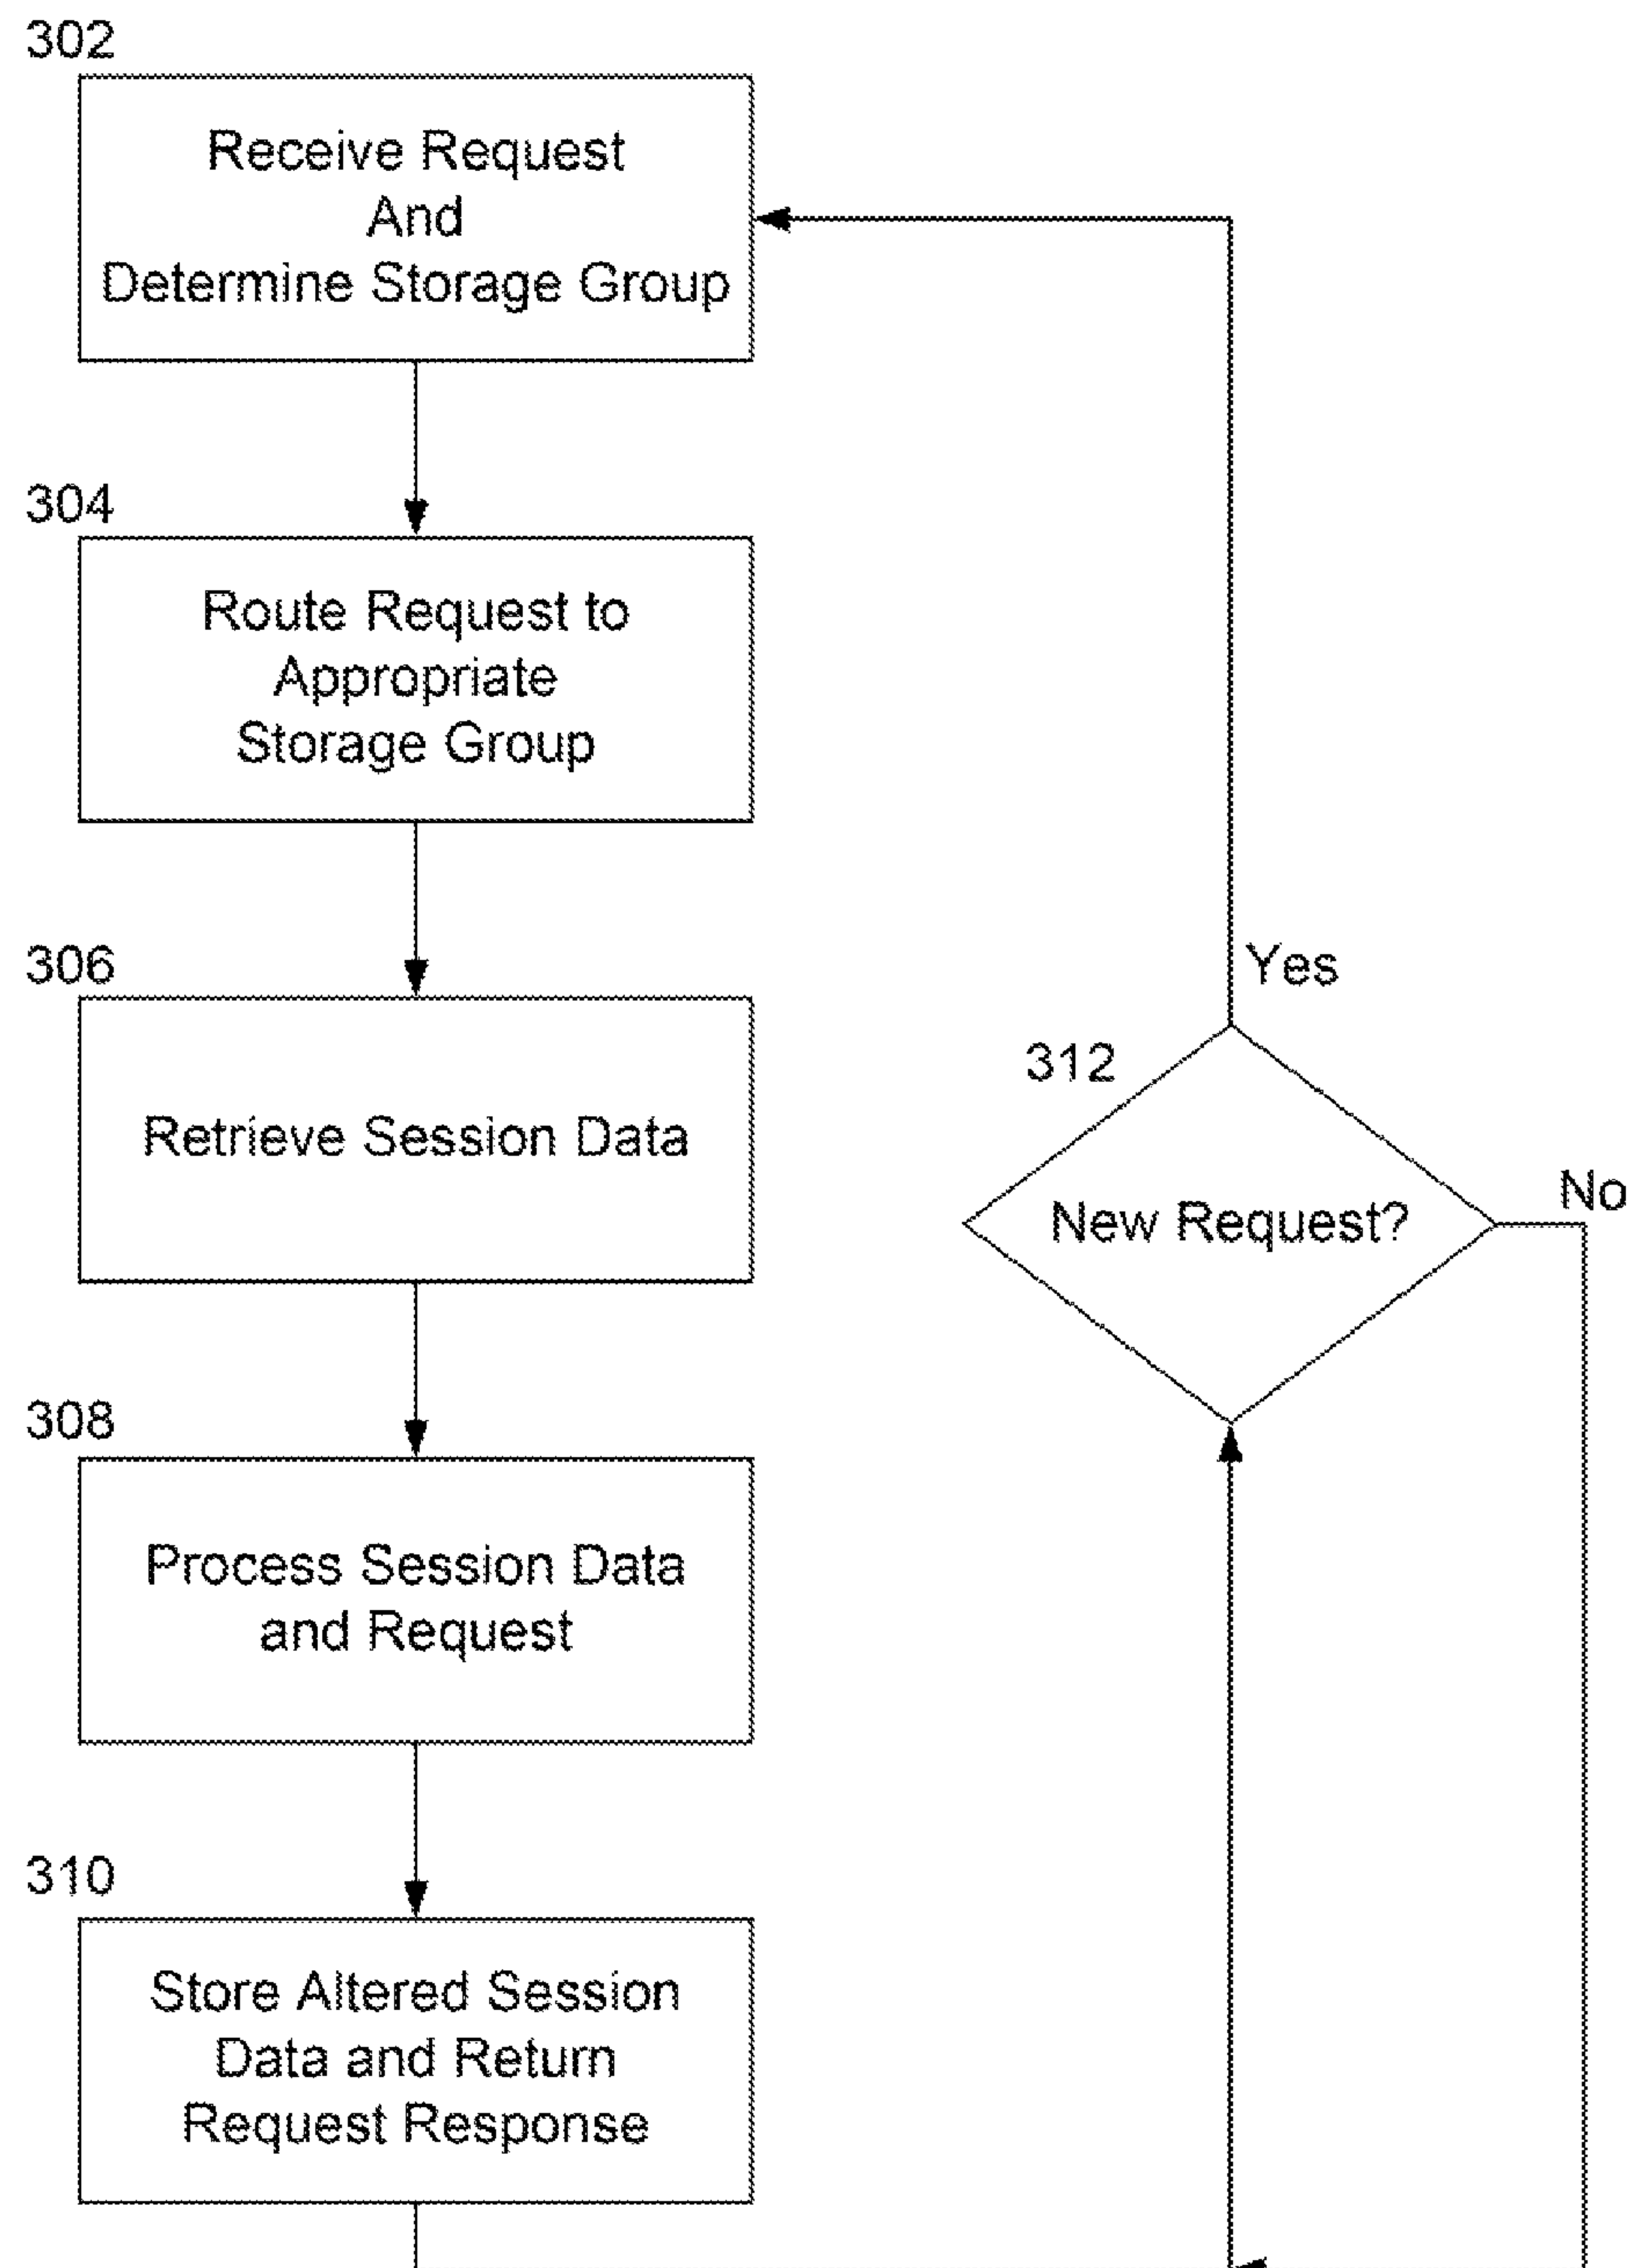 302
Receive Request
And
Determine Storage Group
304
Route Request to
Appropriate
Storage Group
306
Retrieve Session Data
308
Process Session Data
and Request
310
Store Altered Session
Data and Return
Request Response
312
New Request?
Yes
No